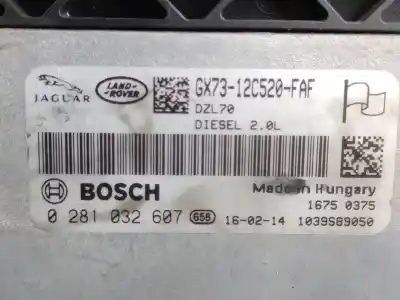 JAGUAR
LAND-
ROVER
GX73-12C520-FAF
DZL70
DIESEL 2.0L
BOSCH
Made in Hungary
1675 0375
0 281 032 607 658
16-02-14 1039S89050